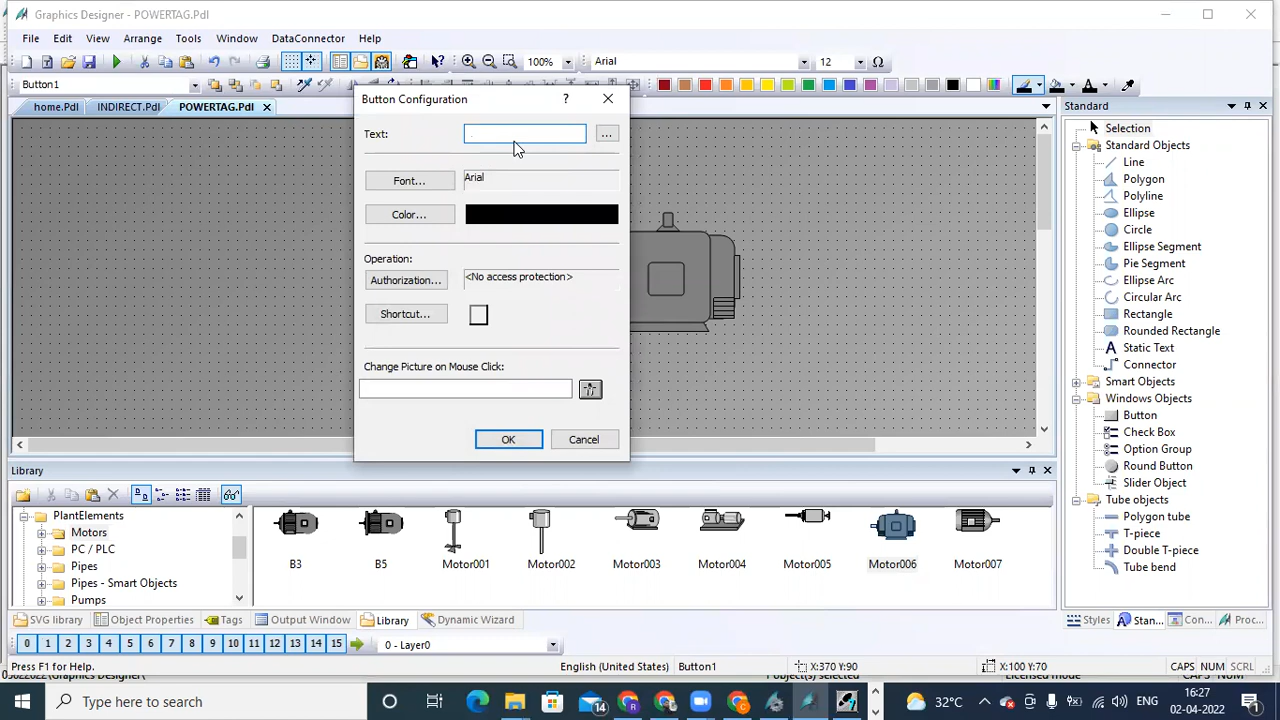 Graphics Designer - POWERTAG.Pdl
File Edit View Arrange Tools Window DataConnector Help
100% Arial 12 Ω
Button1
home.Pdl INDIRECT.Pdl POWERTAG.Pdl
Button Configuration ?
Text: ...
Font... Arial
Color...
Operation:
Authorization... <No access protection>
Shortcut...
Change Picture on Mouse Click:
OK Cancel
Standard
Selection
Standard Objects
Line
Polygon
Polyline
Ellipse
Circle
Ellipse Segment
Pie Segment
Ellipse Arc
Circular Arc
Rectangle
Rounded Rectangle
A Static Text
Connector
Smart Objects
Windows Objects
Button
Check Box
Option Group
Round Button
Slider Object
Tube objects
Polygon tube
T-piece
Double T-piece
Tube bend
Library
PlantElements
Motors
PC / PLC
Pipes
Pipes - Smart Objects
Pumps
B3 B5 Motor001 Motor002 Motor003 Motor004 Motor005 Motor006 Motor007
SVG library Object Properties Tags Output Window Library Dynamic Wizard
Styles Stan... Con... Proc...
0 1 2 3 4 5 6 7 8 9 10 11 12 13 14 15 0 - Layer0
Press F1 for Help. English (United States) Button1 X:370 Y:90 X:100 Y:70 CAPS NUM SCRL
Type here to search
14
32°C ENG 16:27
02-04-2022